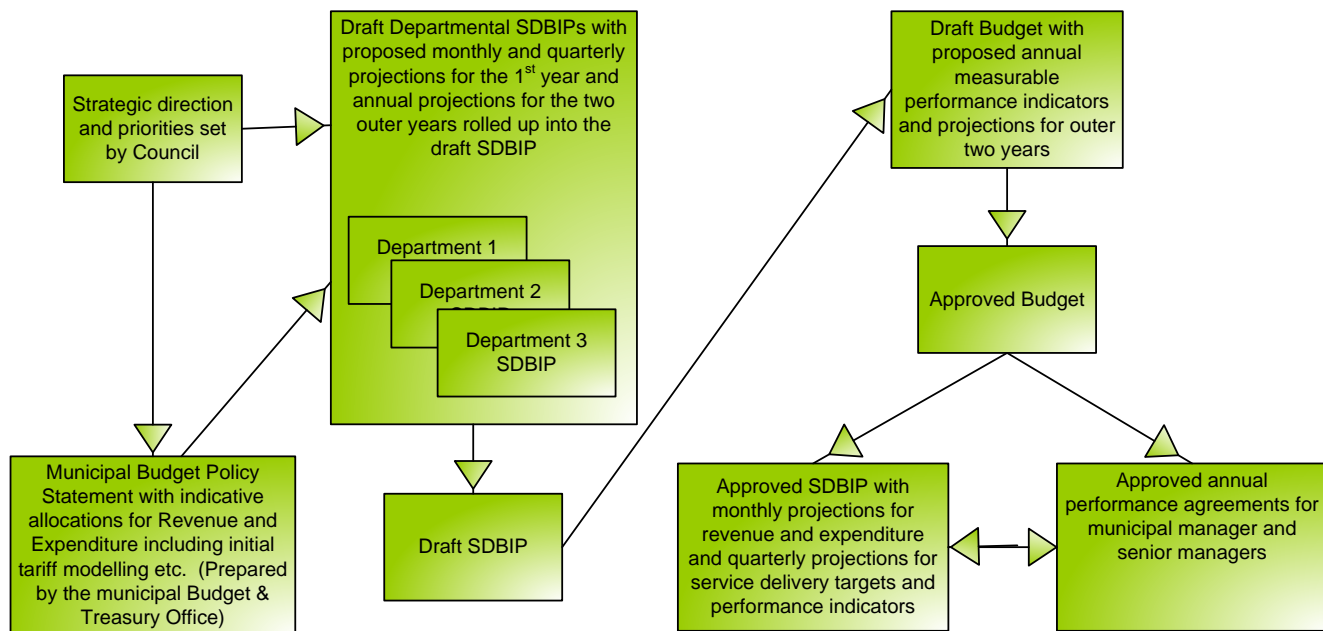 Strategic direction
and priorities set
by Council
Draft Departmental SDBIPs with
proposed monthly and quarterly
projections for the 1st year and
annual projections for the two
outer years rolled up into the
draft SDBIP
Department 1
Department 2
SDBIP
Department 3
SDBIP
Municipal Budget Policy
Statement with indicative
allocations for Revenue and
Expenditure including initial
tariff modelling etc. (Prepared
by the municipal Budget &
Treasury Office)
Draft SDBIP
Draft Budget with
proposed annual
measurable
performance indicators
and projections for outer
two years
Approved Budget
Approved SDBIP with
monthly projections for
revenue and expenditure
and quarterly projections for
service delivery targets and
performance indicators
Approved annual
performance agreements for
municipal manager and
senior managers